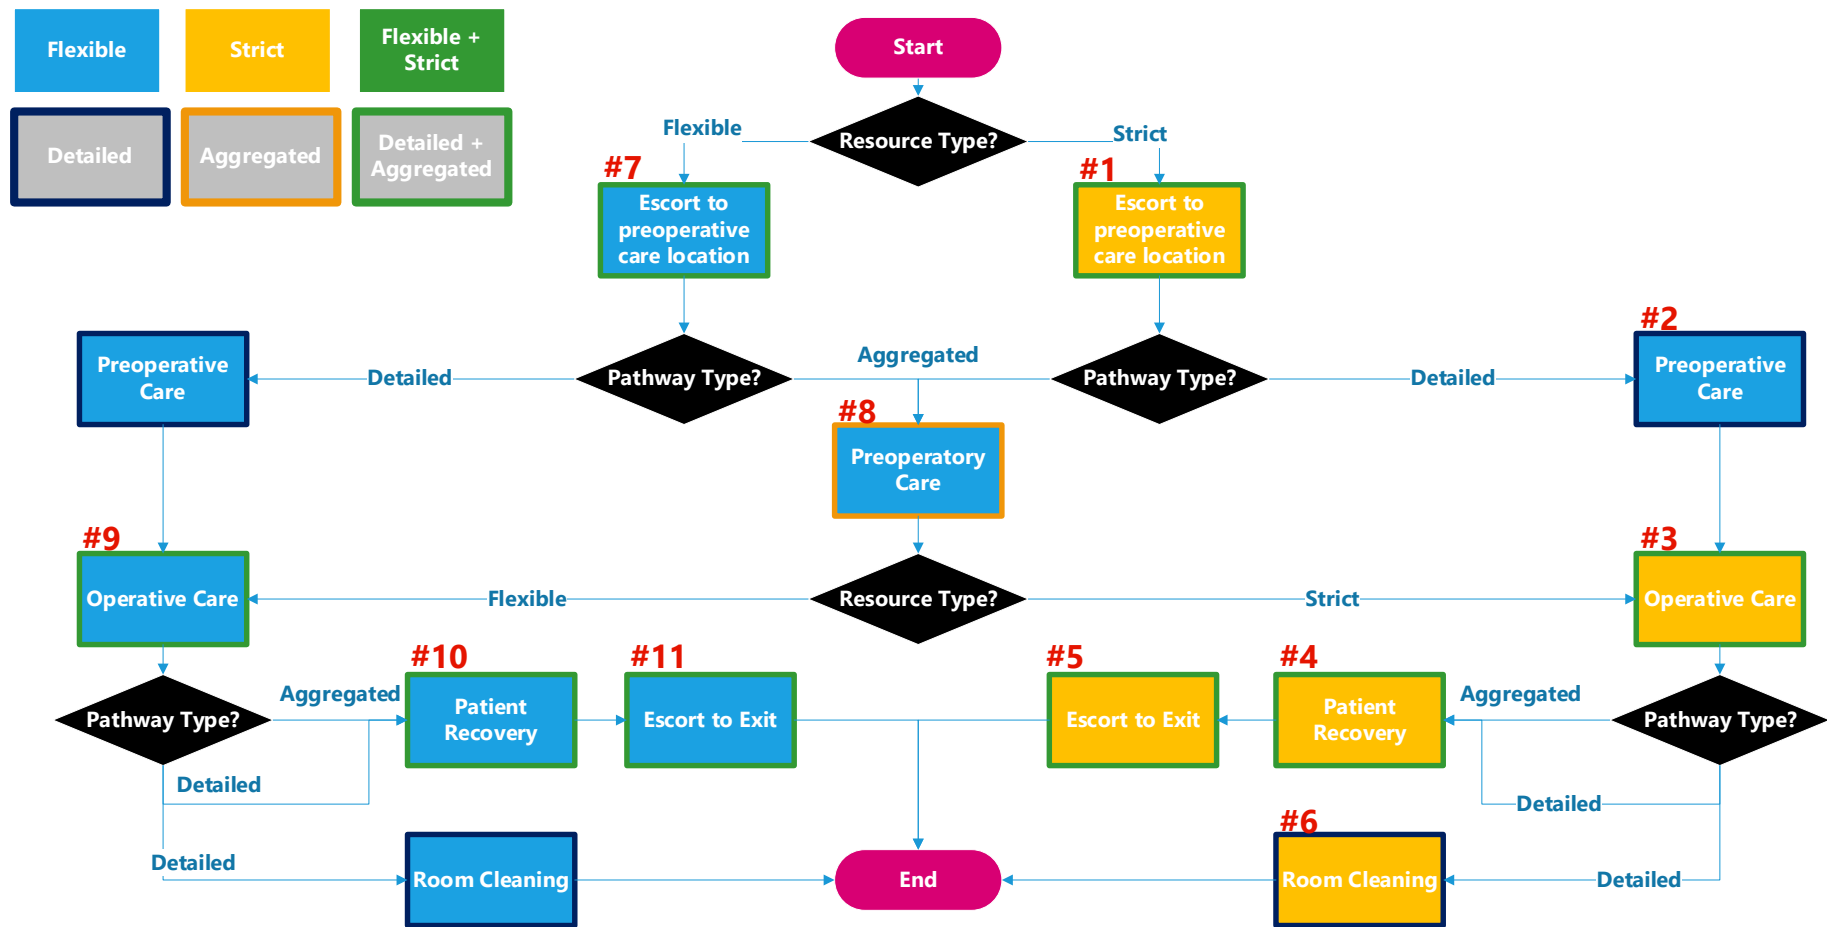 Flexible
Strict
Flexible +
Strict
Detailed
Aggregated
Detailed +
Aggregated
Start
Resource Type?
Flexible
Strict
#7
Escort to
preoperative
care location
#1
Escort to
preoperative
care location
Preoperative
Care
Detailed
Pathway Type?
Aggregated
Pathway Type?
Detailed
#2
Preoperative
Care
#8
Preoperatory
Care
#9
Operative Care
Flexible
Resource Type?
Strict
#3
Operative Care
Pathway Type?
Aggregated
Detailed
#10
Patient
Recovery
#11
Escort to Exit
#5
Escort to Exit
#4
Patient
Recovery
Aggregated
Pathway Type?
Detailed
Detailed
Room Cleaning
End
#6
Room Cleaning
Detailed